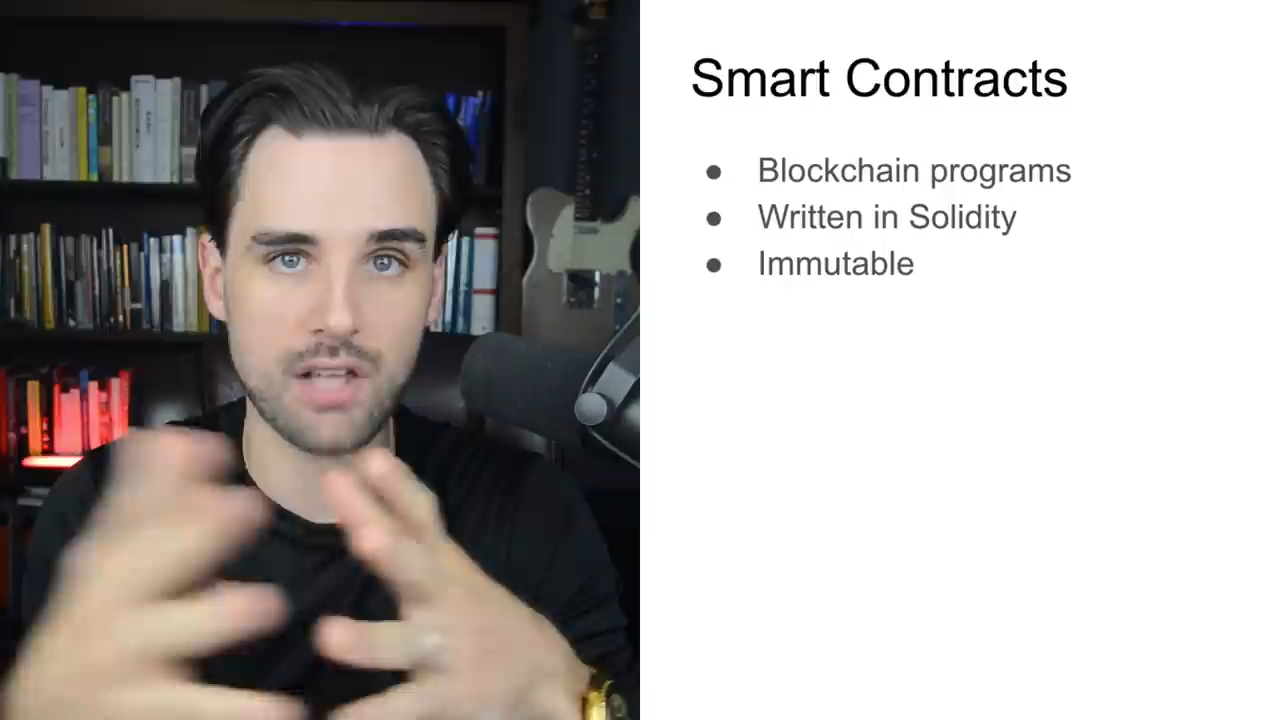 Smart Contracts
● Blockchain programs
● Written in Solidity
● Immutable